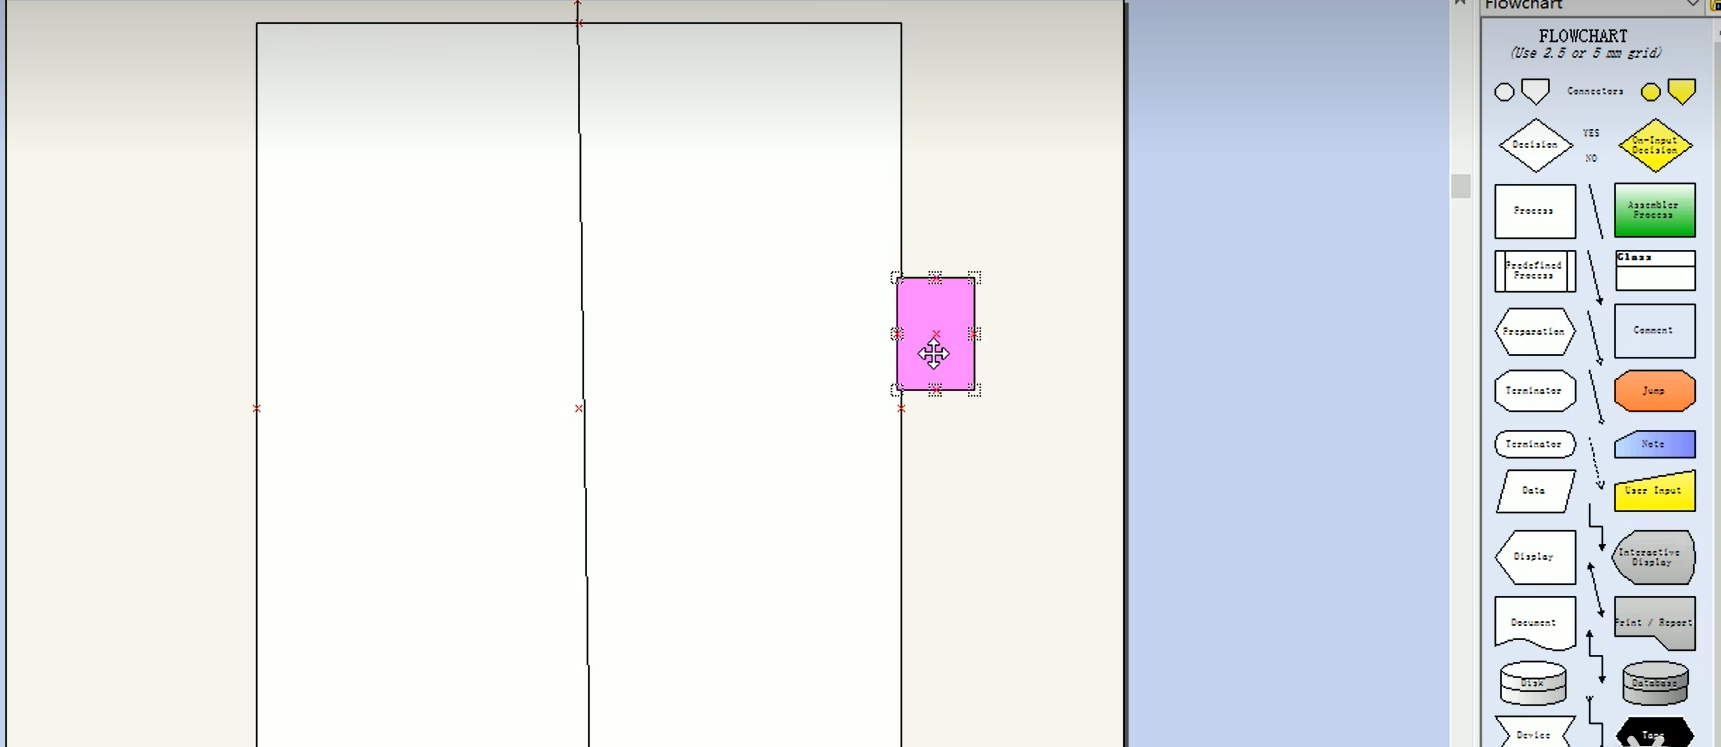 Flowchart
FLOWCHART
(Use 2.5 or 5 mm grid)
Connectors
Decision
YES
NO
On-Input
Decision
Process
Assembler
Process
Predefined
Process
Class
Preparation
Comment
Terminator
Jump
Terminator
Note
Data
User Input
Display
Interactive
Display
Document
Print / Report
Disk
Database
Device
Tape